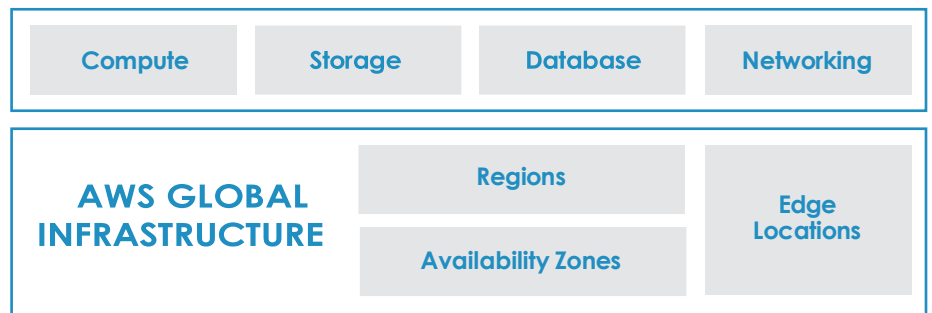 Compute
Storage
Database
Networking
AWS GLOBAL
INFRASTRUCTURE
Regions
Availability Zones
Edge
Locations